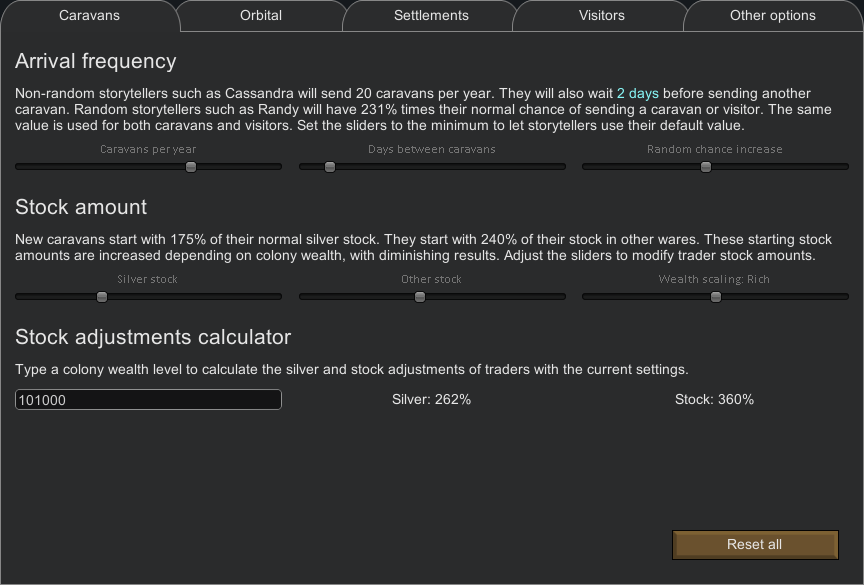 Caravans
Orbital
Settlements
Visitors
Other options
Arrival frequency
Non-random storytellers such as Cassandra will send 20 caravans per year. They will also wait 2 days before sending another
caravan. Random storytellers such as Randy will have 231% times their normal chance of sending a caravan or visitor. The same
value is used for both caravans and visitors. Set the sliders to the minimum to let storytellers use their default value.
Caravans per year
Days between caravans
Random chance increase
Stock amount
New caravans start with 175% of their normal silver stock. They start with 240% of their stock in other wares. These starting stock
amounts are increased depending on colony wealth, with diminishing results. Adjust the sliders to modify trader stock amounts.
Silver stock
Other stock
Wealth scaling: Rich
Stock adjustments calculator
Type a colony wealth level to calculate the silver and stock adjustments of traders with the current settings.
101000
Silver: 262%
Stock: 360%
Reset all